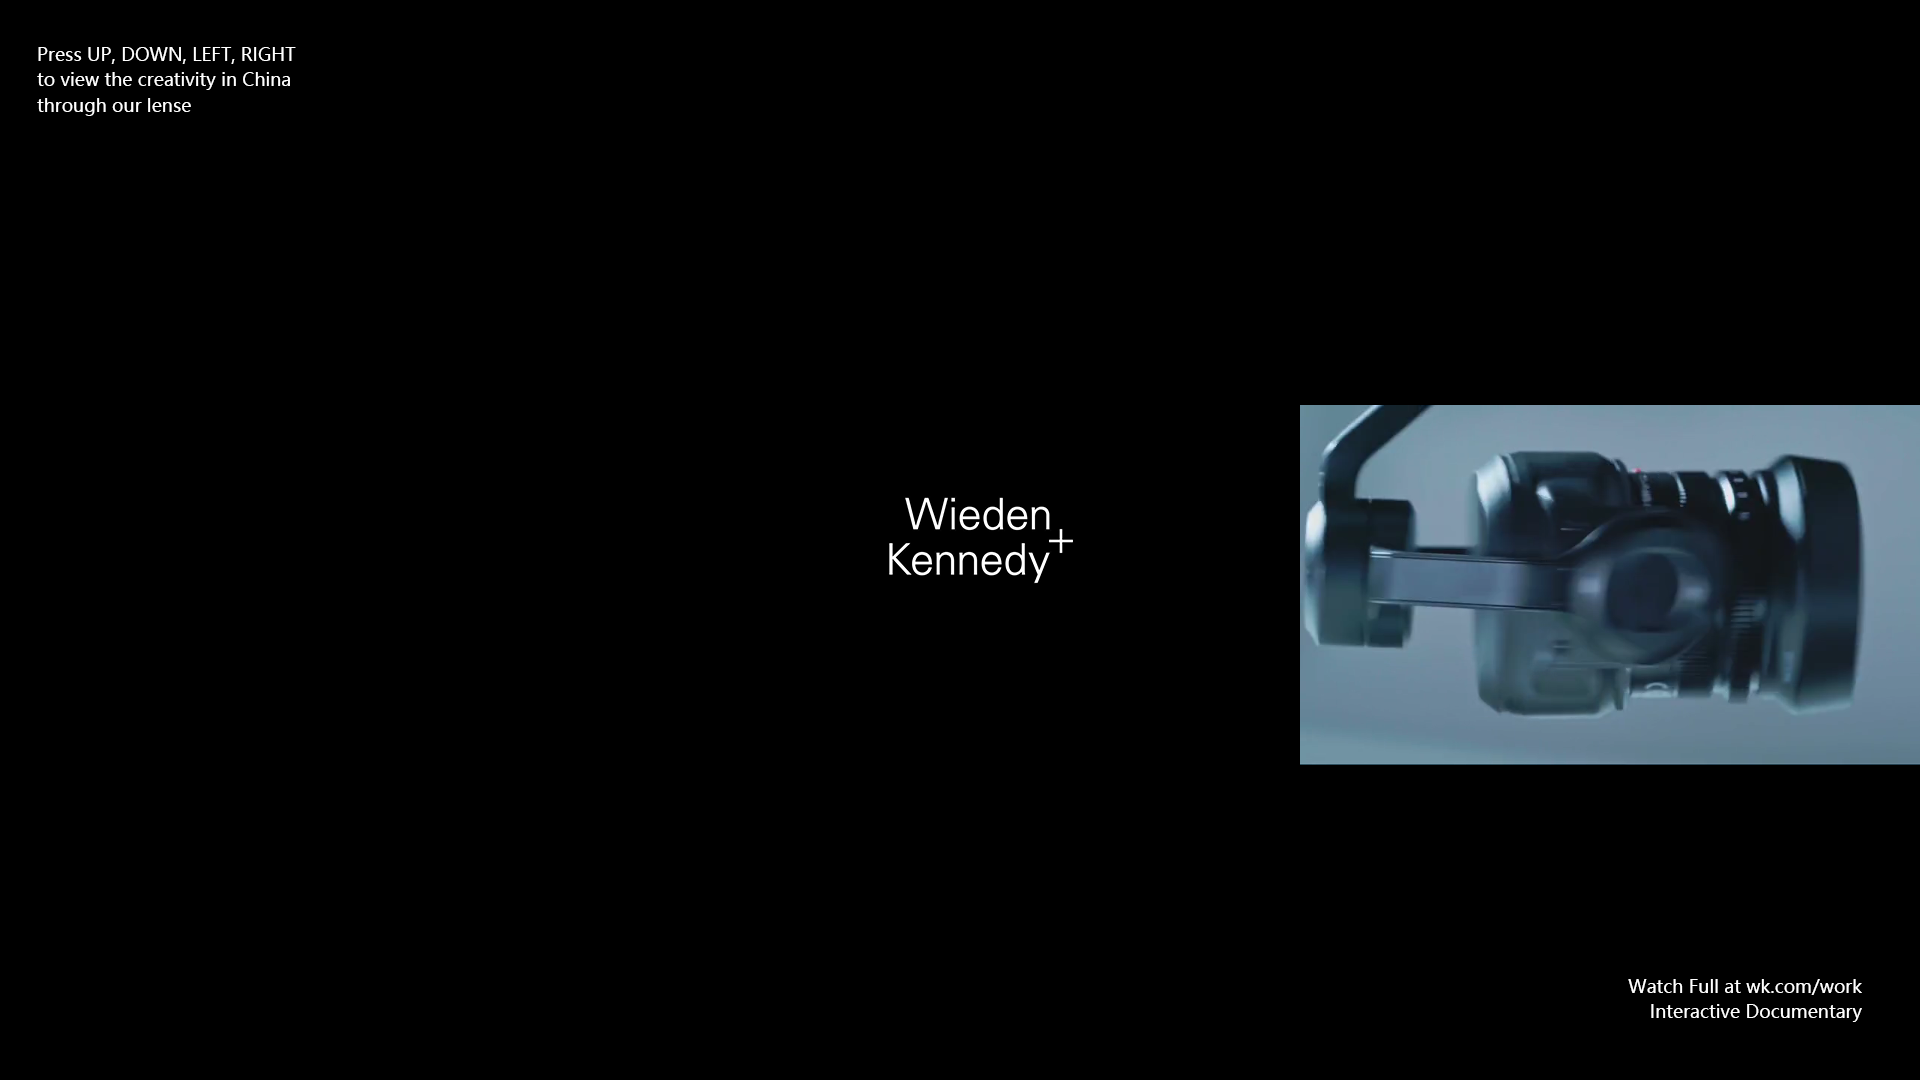 Press UP, DOWN, LEFT, RIGHT
to view the creativity in China
through our lense
Wieden
Kennedy+
Watch Full at wk.com/work
Interactive Documentary